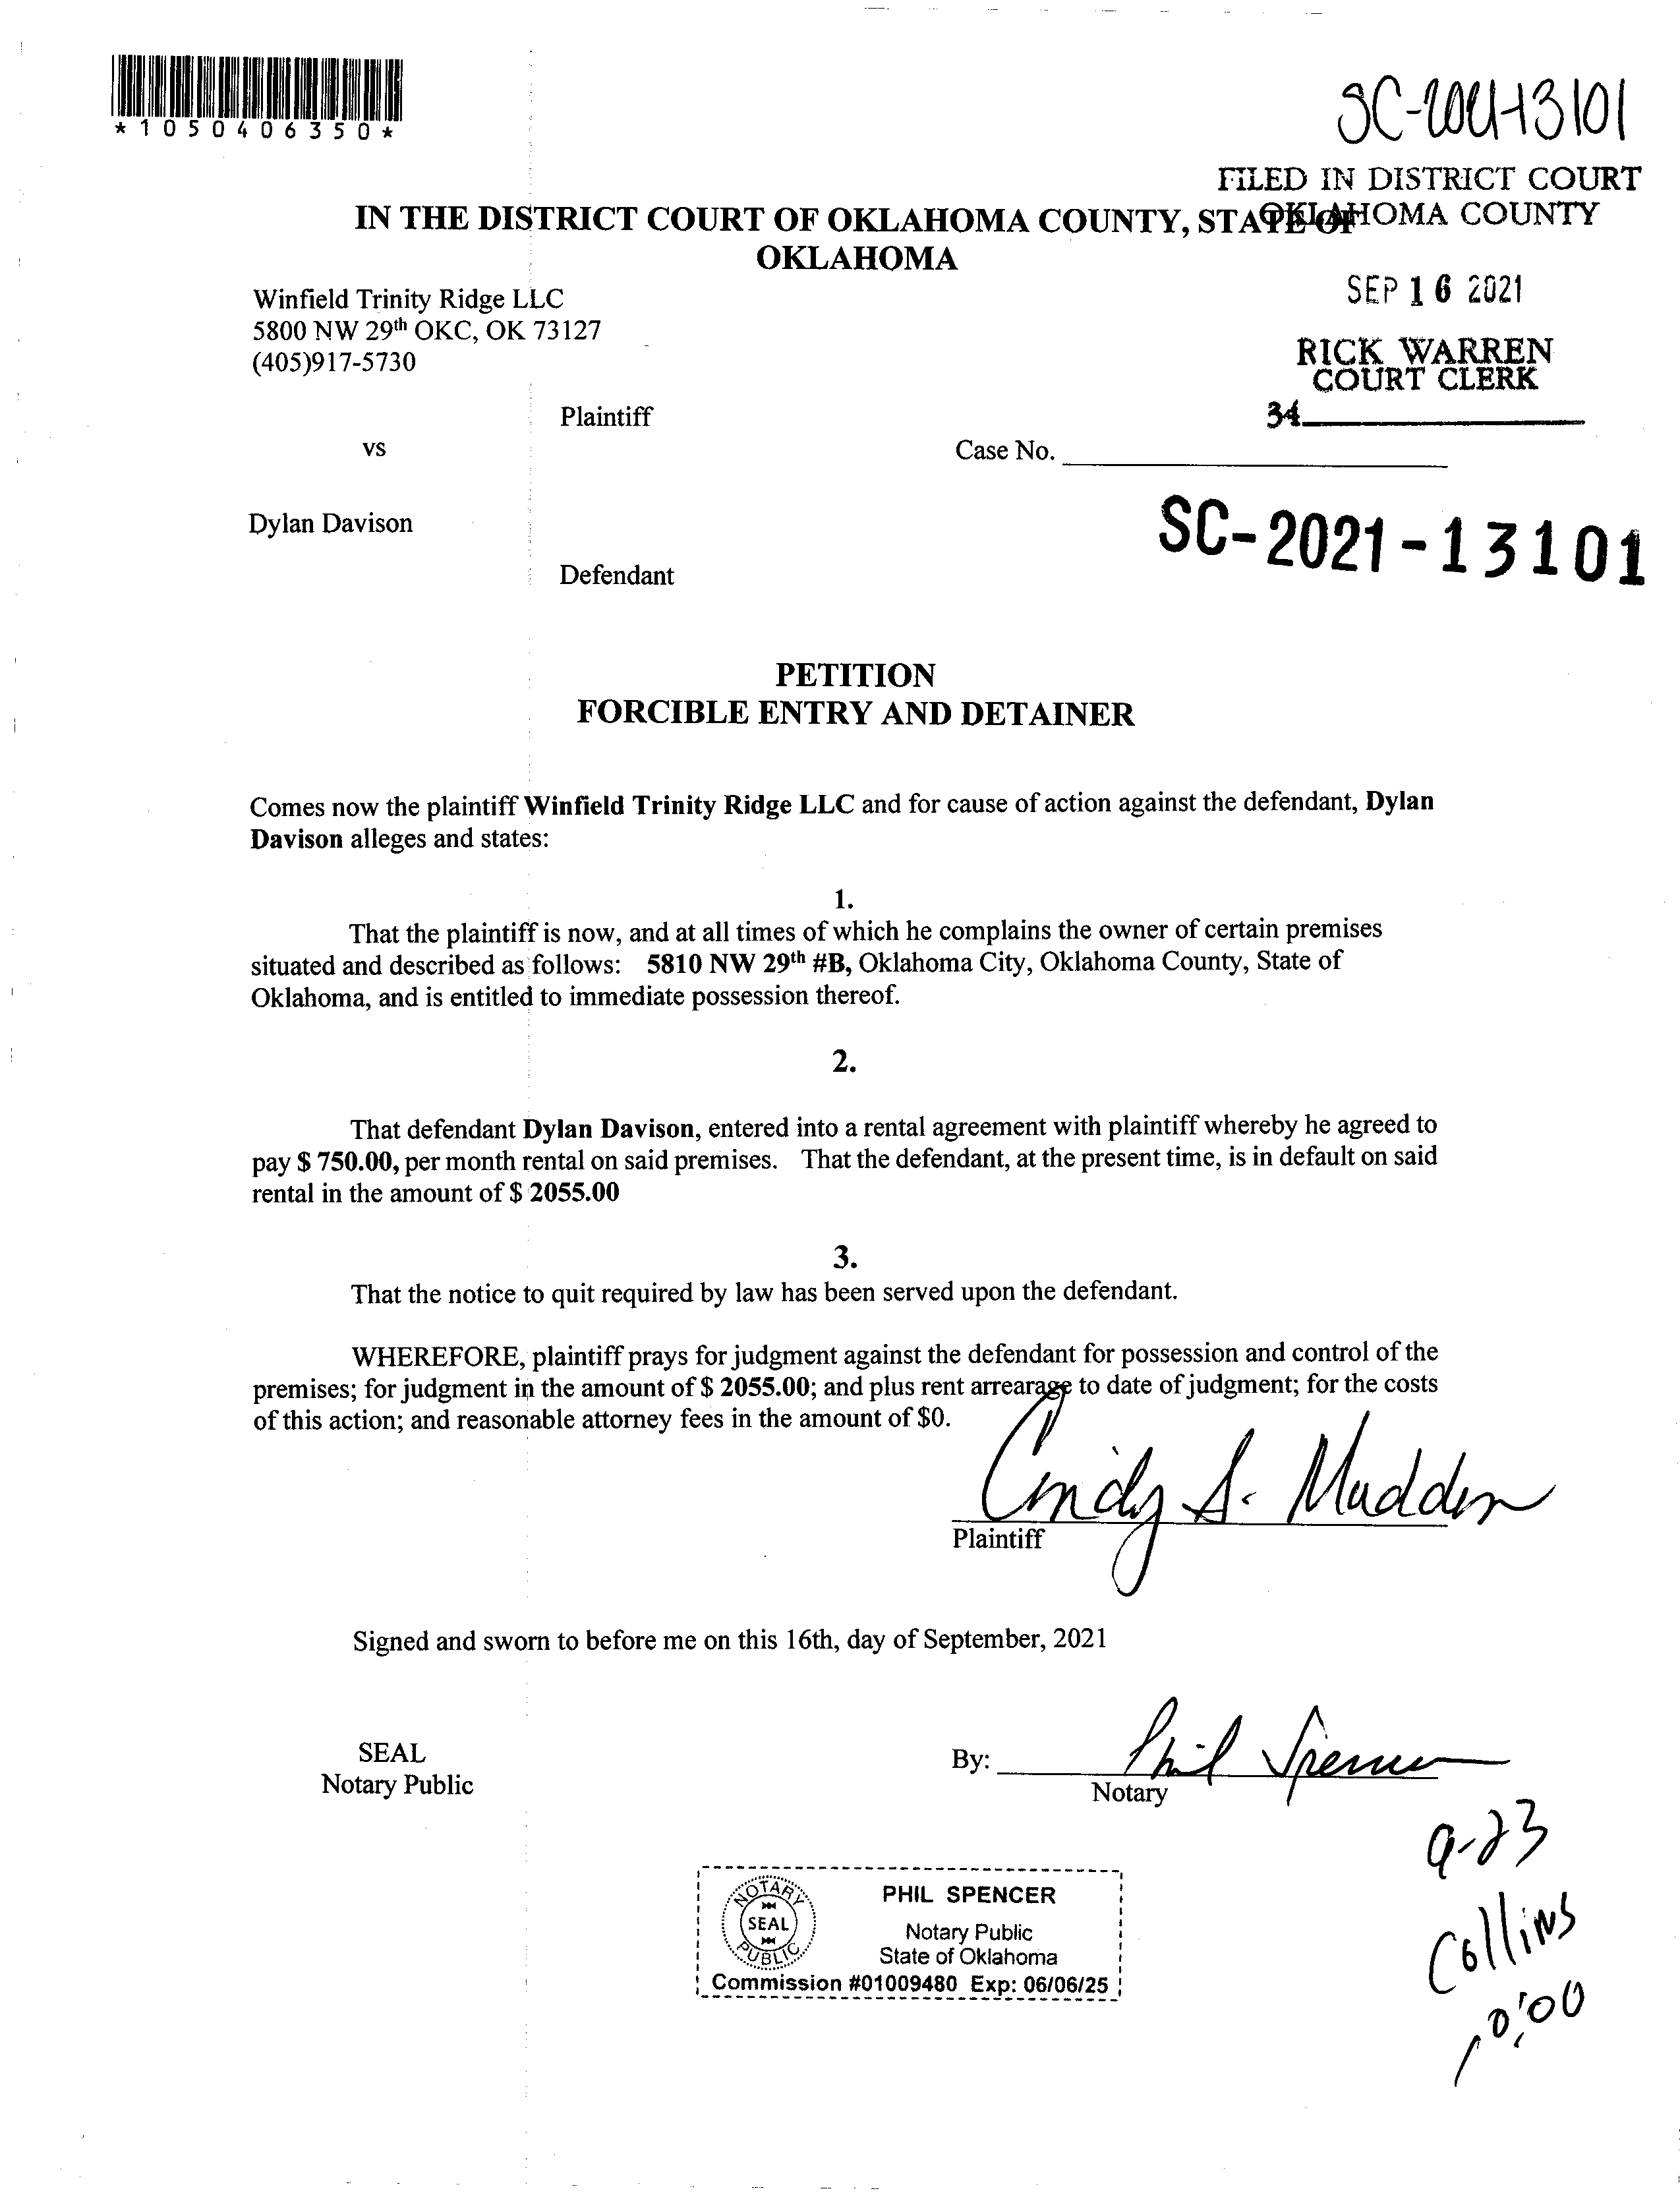 *1050406350*
SC-2021-13101
FILED IN DISTRICT COURT
OKLAHOMA COUNTY
IN THE DISTRICT COURT OF OKLAHOMA COUNTY, STATE OF
OKLAHOMA
SEP 16 2021
Winfield Trinity Ridge LLC
5800 NW 29th OKC, OK 73127
(405)917-5730
RICK WARREN
COURT CLERK
34
Plaintiff
vs
Case No.
Dylan Davison
SC-2021-13101
Defendant
PETITION
FORCIBLE ENTRY AND DETAINER
Comes now the plaintiff Winfield Trinity Ridge LLC and for cause of action against the defendant, Dylan
Davison alleges and states:
1.
That the plaintiff is now, and at all times of which he complains the owner of certain premises
situated and described as follows: 5810 NW 29th #B, Oklahoma City, Oklahoma County, State of
Oklahoma, and is entitled to immediate possession thereof.
2.
That defendant Dylan Davison, entered into a rental agreement with plaintiff whereby he agreed to
pay $ 750.00, per month rental on said premises. That the defendant, at the present time, is in default on said
rental in the amount of $ 2055.00
3.
That the notice to quit required by law has been served upon the defendant.
WHEREFORE, plaintiff prays for judgment against the defendant for possession and control of the
premises; for judgment in the amount of $ 2055.00; and plus rent arrearage to date of judgment; for the costs
of this action; and reasonable attorney fees in the amount of $0.
Cindy S. Madden
Plaintiff
Signed and sworn to before me on this 16th, day of September, 2021
SEAL
Notary Public
By: Phil Spencer
Notary
9-23
Collins
10:00
NOTARY
SEAL
PUBLIC
PHIL SPENCER
Notary Public
State of Oklahoma
Commission #01009480 Exp: 06/06/25